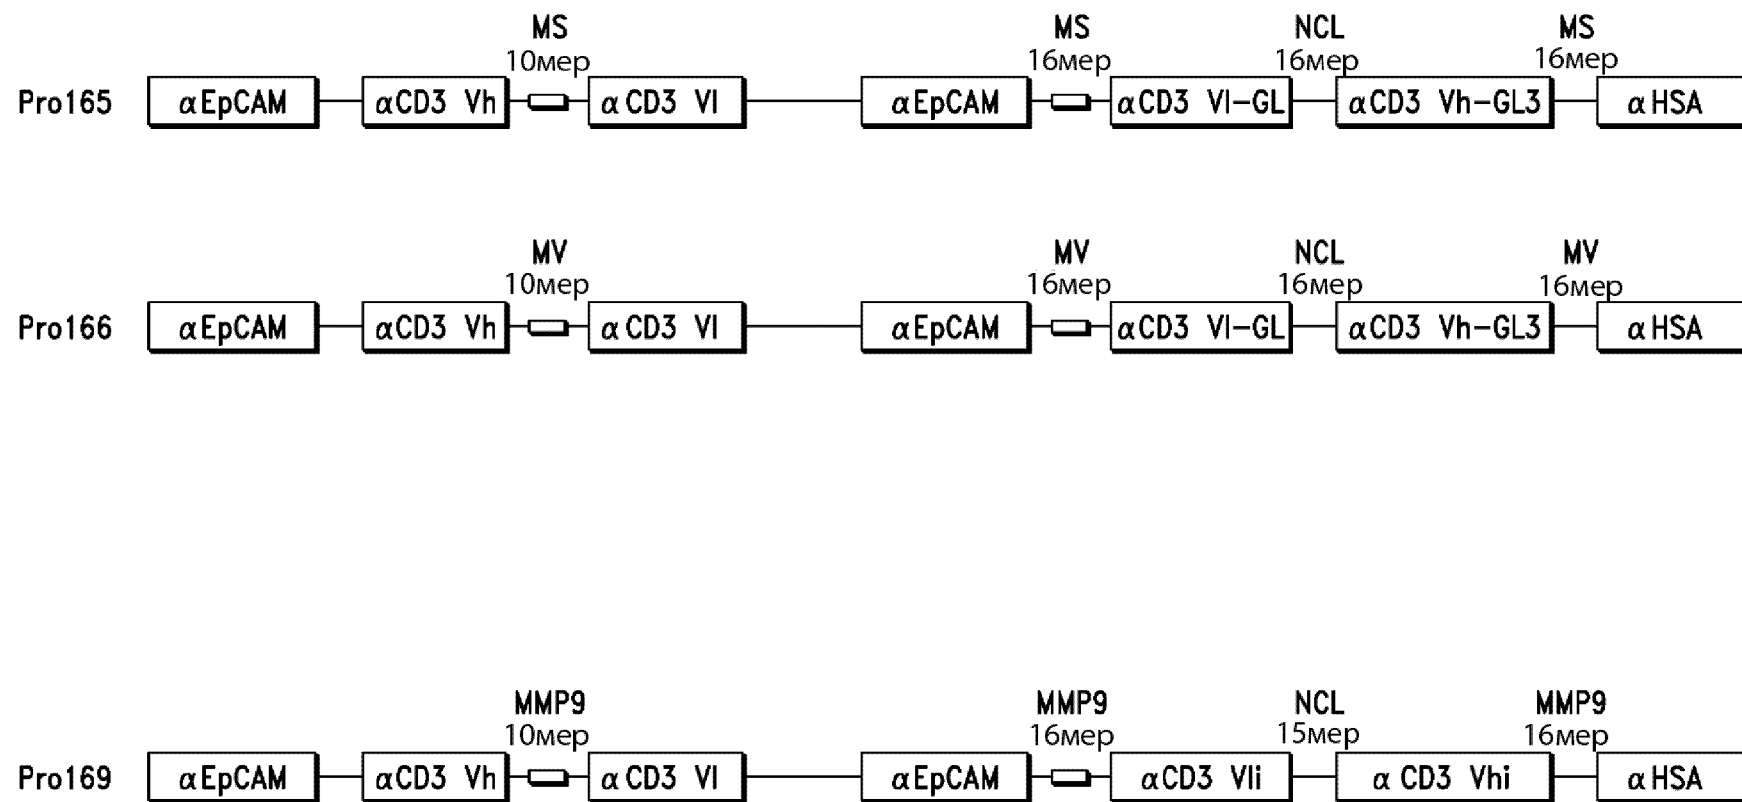 MS MS NCL MS
10мер 16мер 16мер 16мер
Pro165 αEpCAM αCD3 Vh αCD3 Vl αEpCAM αCD3 Vl-GL αCD3 Vh-GL3 αHSA
MV MV NCL MV
10мер 16мер 16мер 16мер
Pro166 αEpCAM αCD3 Vh αCD3 Vl αEpCAM αCD3 Vl-GL αCD3 Vh-GL3 αHSA
MMP9 MMP9 NCL MMP9
10мер 16мер 15мер 16мер
Pro169 αEpCAM αCD3 Vh αCD3 Vl αEpCAM αCD3 Vli αCD3 Vhi αHSA